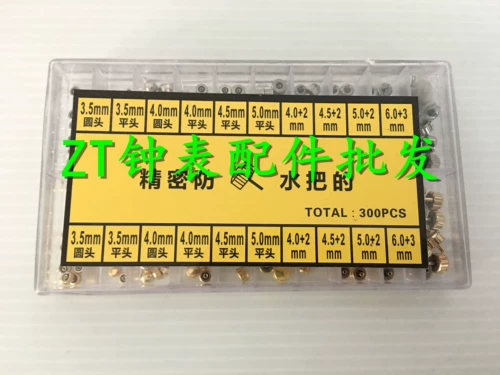 3.5mm 3.5mm 4.0mm 4.0mm 4.5mm 5.0mm 4.0+2 4.5+2 5.0+2 6.0+3
圆头 平头 圆头 平头 平头 平头 mm mm mm mm
ZT钟表配件批发
精密防 水把的
TOTAL : 300PCS
3.5mm 3.5mm 4.0mm 4.0mm 4.5mm 5.0mm 4.0+2 4.5+2 5.0+2 6.0+3
圆头 平头 圆头 平头 平头 平头 mm mm mm mm